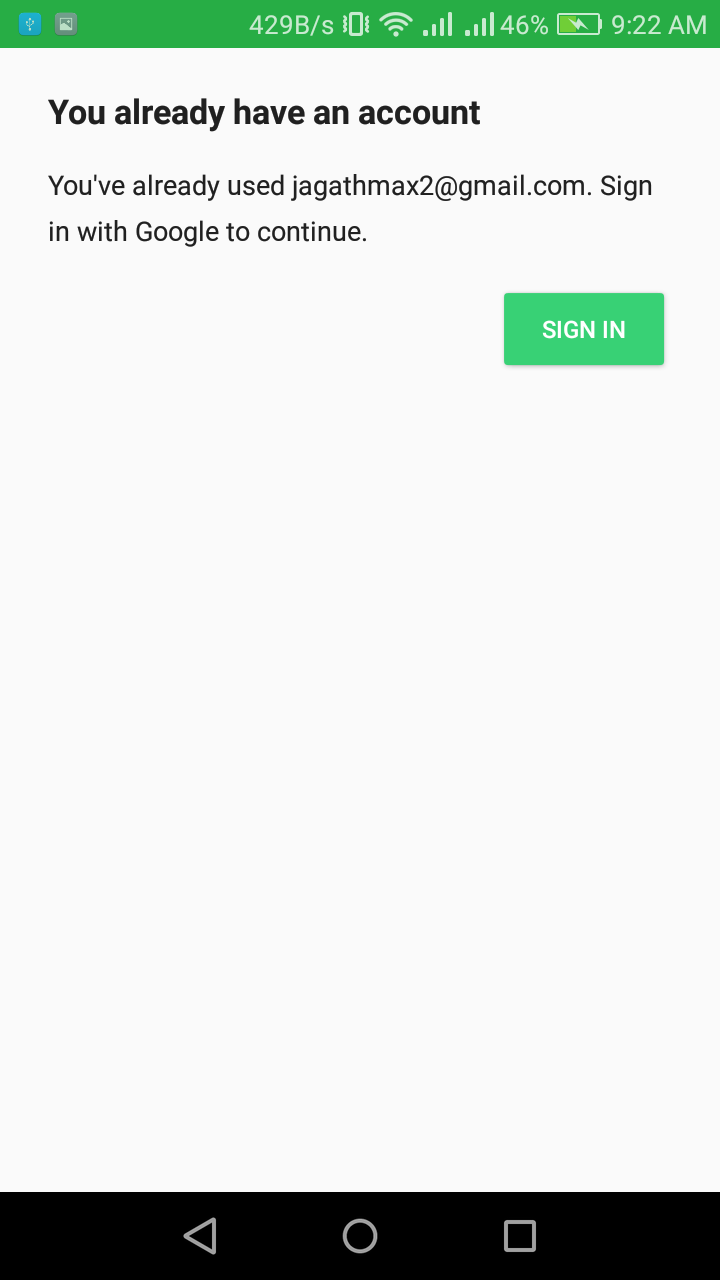 429B/s 46% 9:22 AM
You already have an account
You've already used jagathmax2@gmail.com. Sign
in with Google to continue.
SIGN IN